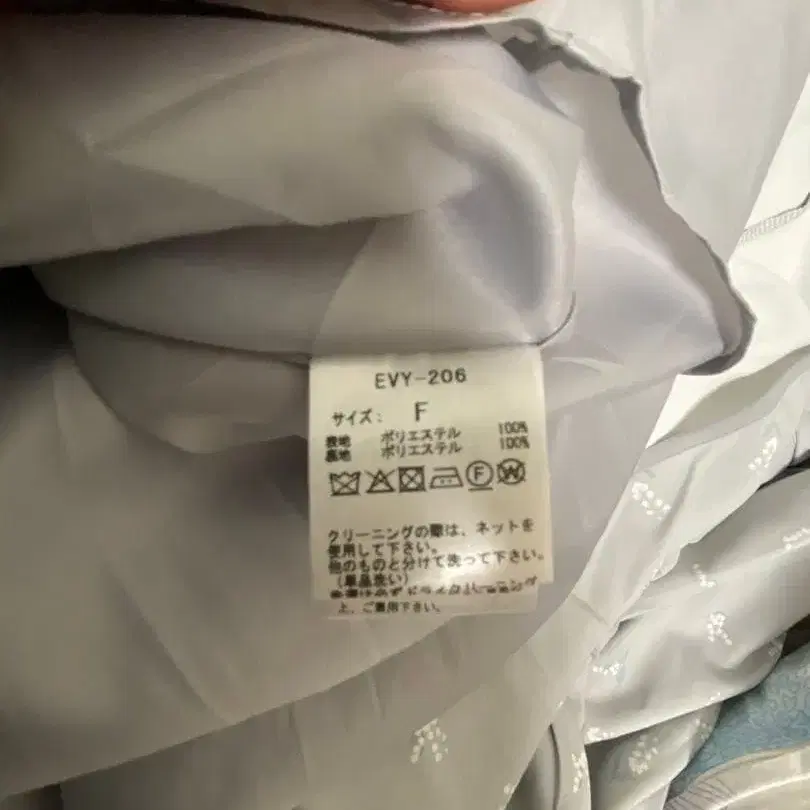 EVY-206
サイズ: F
表地 ポリエステル 100%
裏地 ポリエステル 100%
F W
クリーニングの際は、ネットを
使用して下さい。
他のものと分けて洗って下さい。
(単品洗い)
上、ご着用下さい。